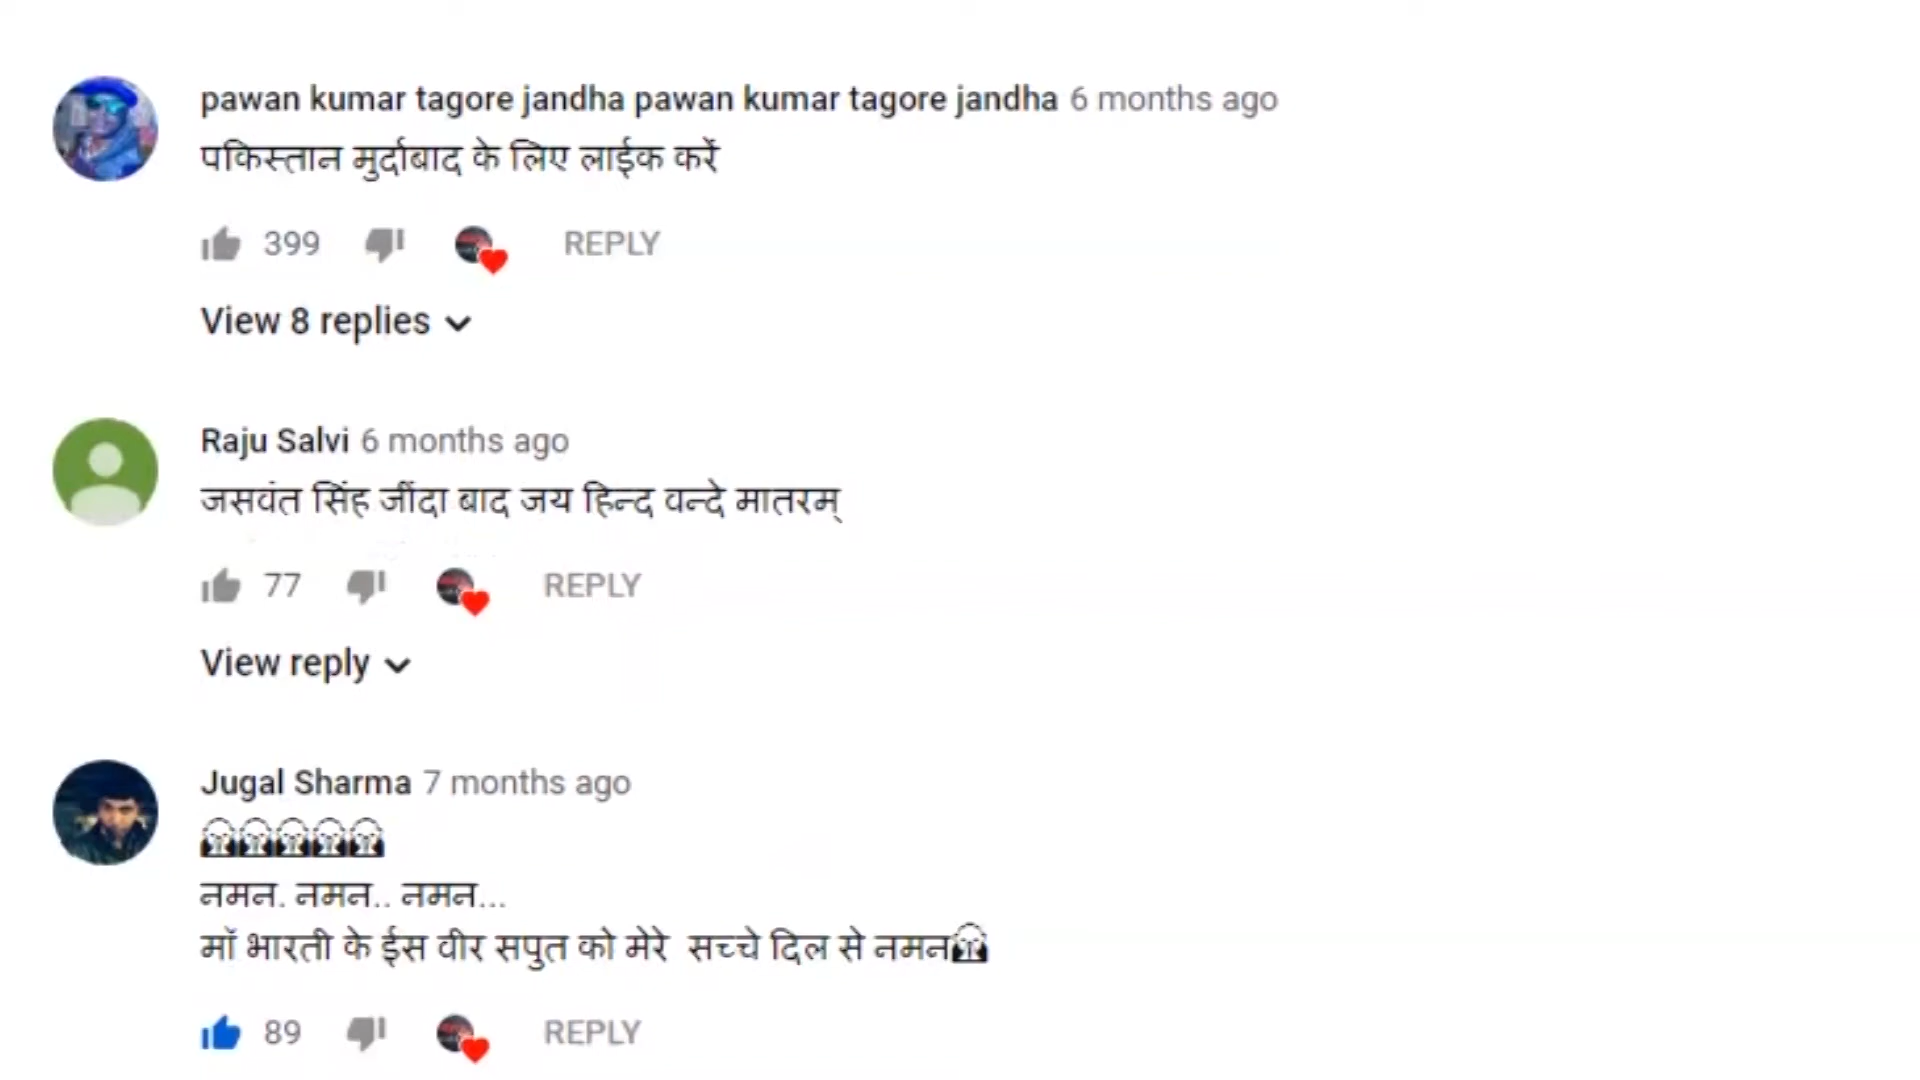 pawan kumar tagore jandha pawan kumar tagore jandha 6 months ago
पकिस्तान मुर्दाबाद के लिए लाईक करें
399 REPLY
View 8 replies
Raju Salvi 6 months ago
जसवंत सिंह जींदा बाद जय हिन्द वन्दे मातरम्
77 REPLY
View reply
Jugal Sharma 7 months ago
नमन. नमन.. नमन...
माॅ भारती के ईस वीर सपुत को मेरे सच्चे दिल से नमन
89 REPLY